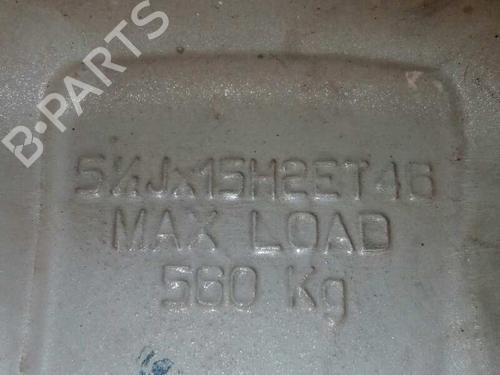 B-PARTS
5½Jx15H2ET46
MAX LOAD
560 Kg